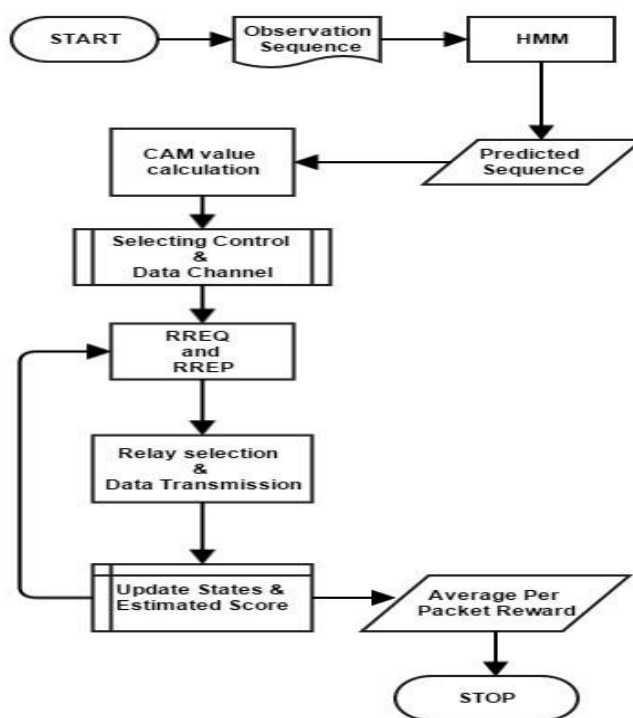 START
Observation
Sequence
HMM
Predicted
Sequence
CAM value
calculation
Selecting Control
&
Data Channel
RREQ
and
RREP
Relay selection
&
Data Transmission
Update States &
Estimated Score
Average Per
Packet Reward
STOP